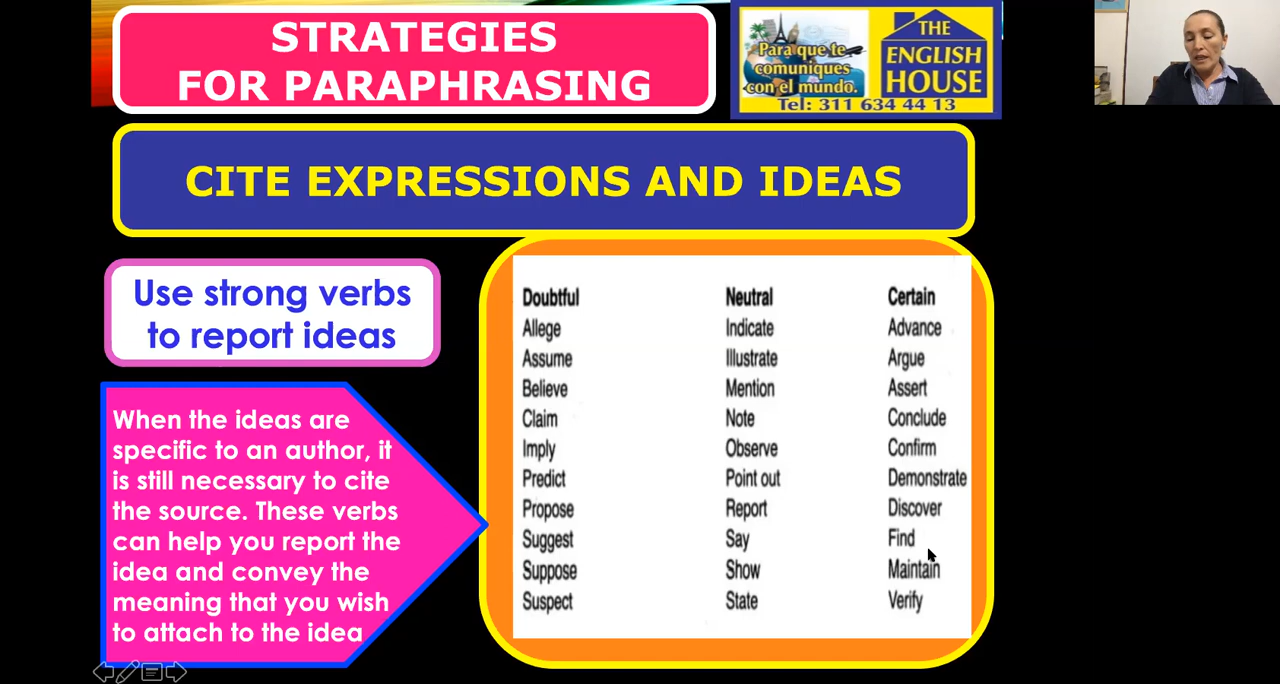 STRATEGIES
FOR PARAPHRASING
Para que te
comuniques
con el mundo.
THE
ENGLISH
HOUSE
Tel: 311 634 44 13
CITE EXPRESSIONS AND IDEAS
Use strong verbs
to report ideas
When the ideas are
specific to an author, it
is still necessary to cite
the source. These verbs
can help you report the
idea and convey the
meaning that you wish
to attach to the idea
Doubtful Neutral Certain
Allege Indicate Advance
Assume Illustrate Argue
Believe Mention Assert
Claim Note Conclude
Imply Observe Confirm
Predict Point out Demonstrate
Propose Report Discover
Suggest Say Find
Suppose Show Maintain
Suspect State Verify